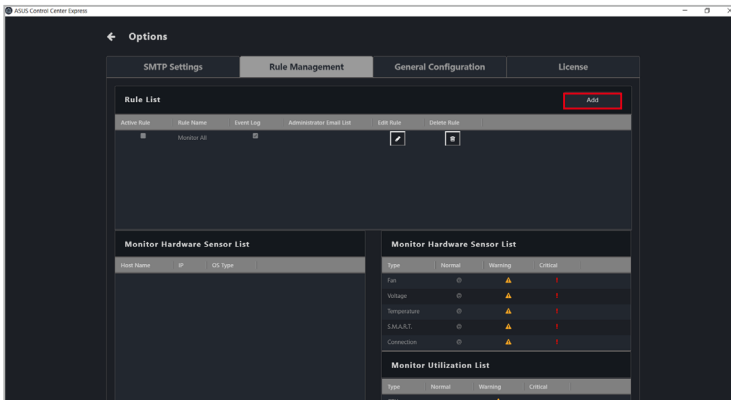 ASUS Control Center Express
Options
SMTP Settings
Rule Management
General Configuration
License
Rule List
Add
Active Rule Rule Name Event Log Administrator Email List Edit Rule Delete Rule
Monitor All
Monitor Hardware Sensor List
Host Name IP OS Type
Monitor Hardware Sensor List
Type Normal Warning Critical
Fan
Voltage
Temperature
S.M.A.R.T.
Connection
Monitor Utilization List
Type Normal Warning Critical